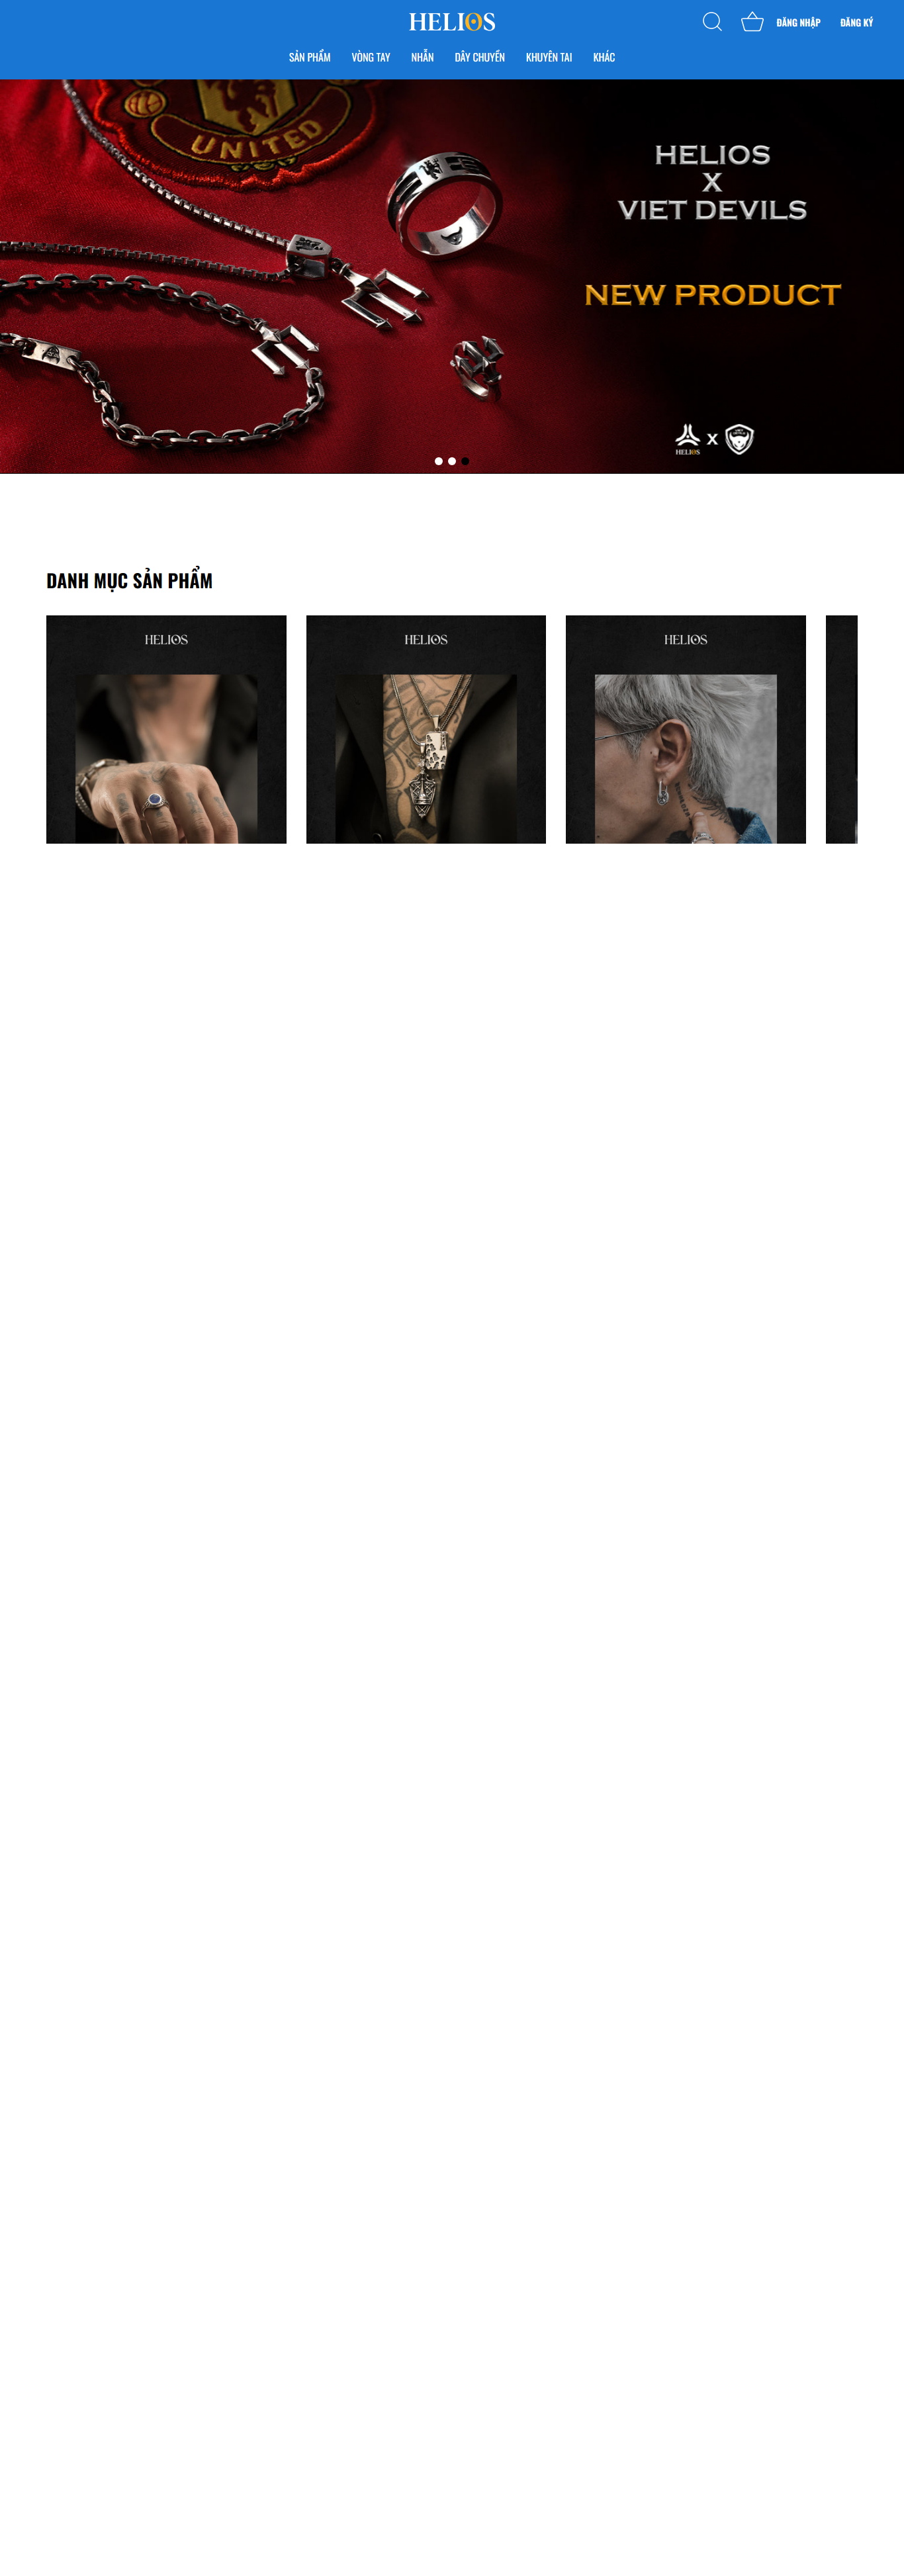 HELIOS
ĐĂNG NHẬP
ĐĂNG KÝ
SẢN PHẨM
VÒNG TAY
NHẪN
DÂY CHUYỀN
KHUYÊN TAI
KHÁC
UNITED
HELIOS
X
VIET DEVILS
NEW PRODUCT
X
HELIOS
DANH MỤC SẢN PHẨM
HELIOS
HELIOS
HELIOS